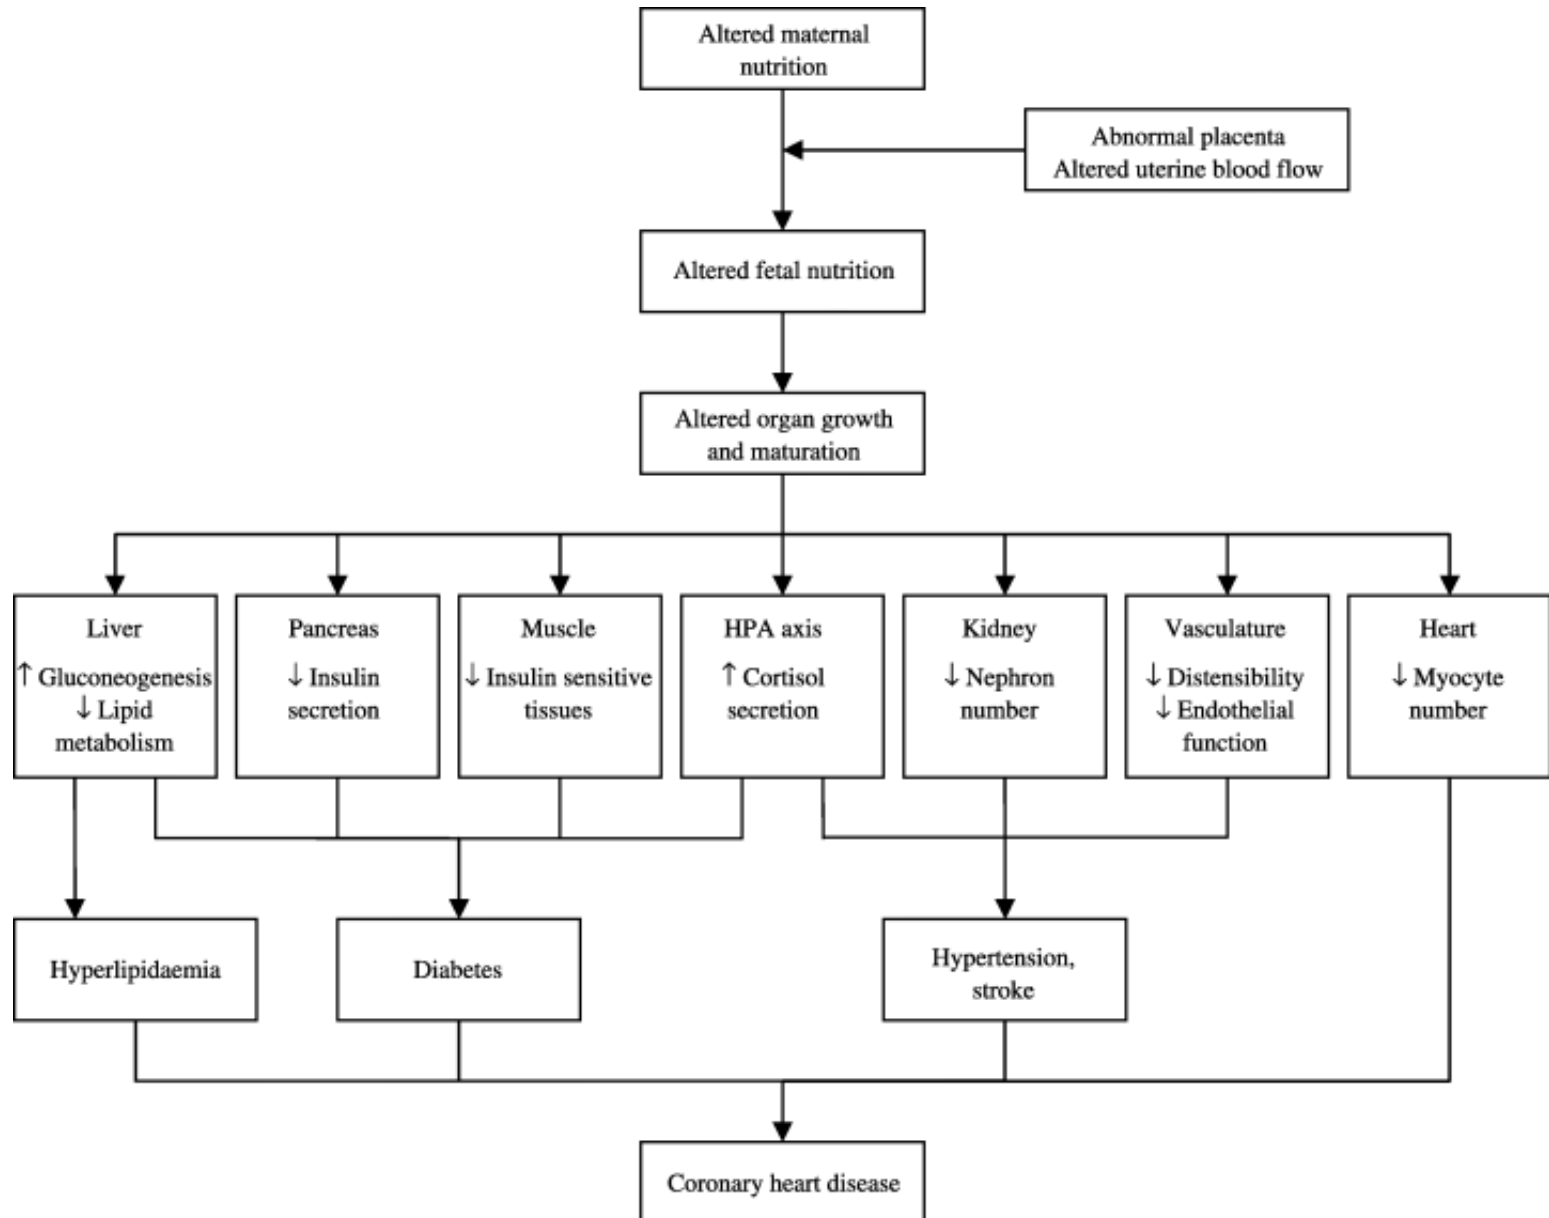 Altered maternal
nutrition
Abnormal placenta
Altered uterine blood flow
Altered fetal nutrition
Altered organ growth
and maturation
Liver
↑ Gluconeogenesis
↓ Lipid
metabolism
Pancreas
↓ Insulin
secretion
Muscle
↓ Insulin sensitive
tissues
HPA axis
↑ Cortisol
secretion
Kidney
↓ Nephron
number
Vasculature
↓ Distensibility
↓ Endothelial
function
Heart
↓ Myocyte
number
Hyperlipidaemia
Diabetes
Hypertension,
stroke
Coronary heart disease